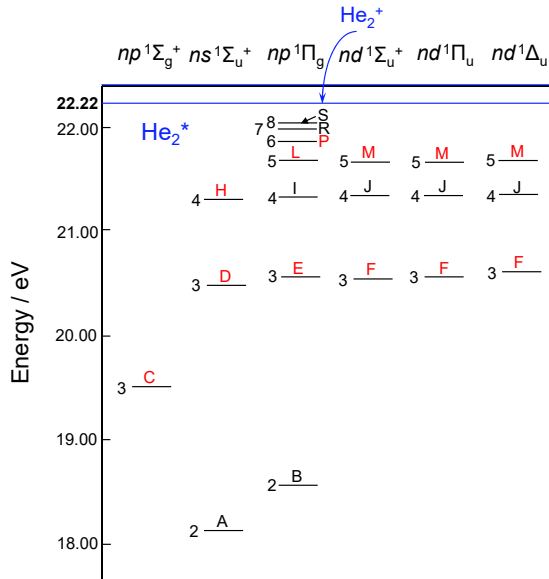 He₂⁺
np ¹Σg⁺ ns ¹Σu⁺ np ¹Πg nd ¹Σu⁺ nd ¹Πu nd ¹Δu
22.22
22.00
21.00
20.00
19.00
18.00
Energy / eV
He₂*
8 S
7 R
6 P
5 L 5 M 5 M 5 M
4 H 4 I 4 J 4 J 4 J
3 D 3 E 3 F 3 F 3 F
3 C
2 B
2 A